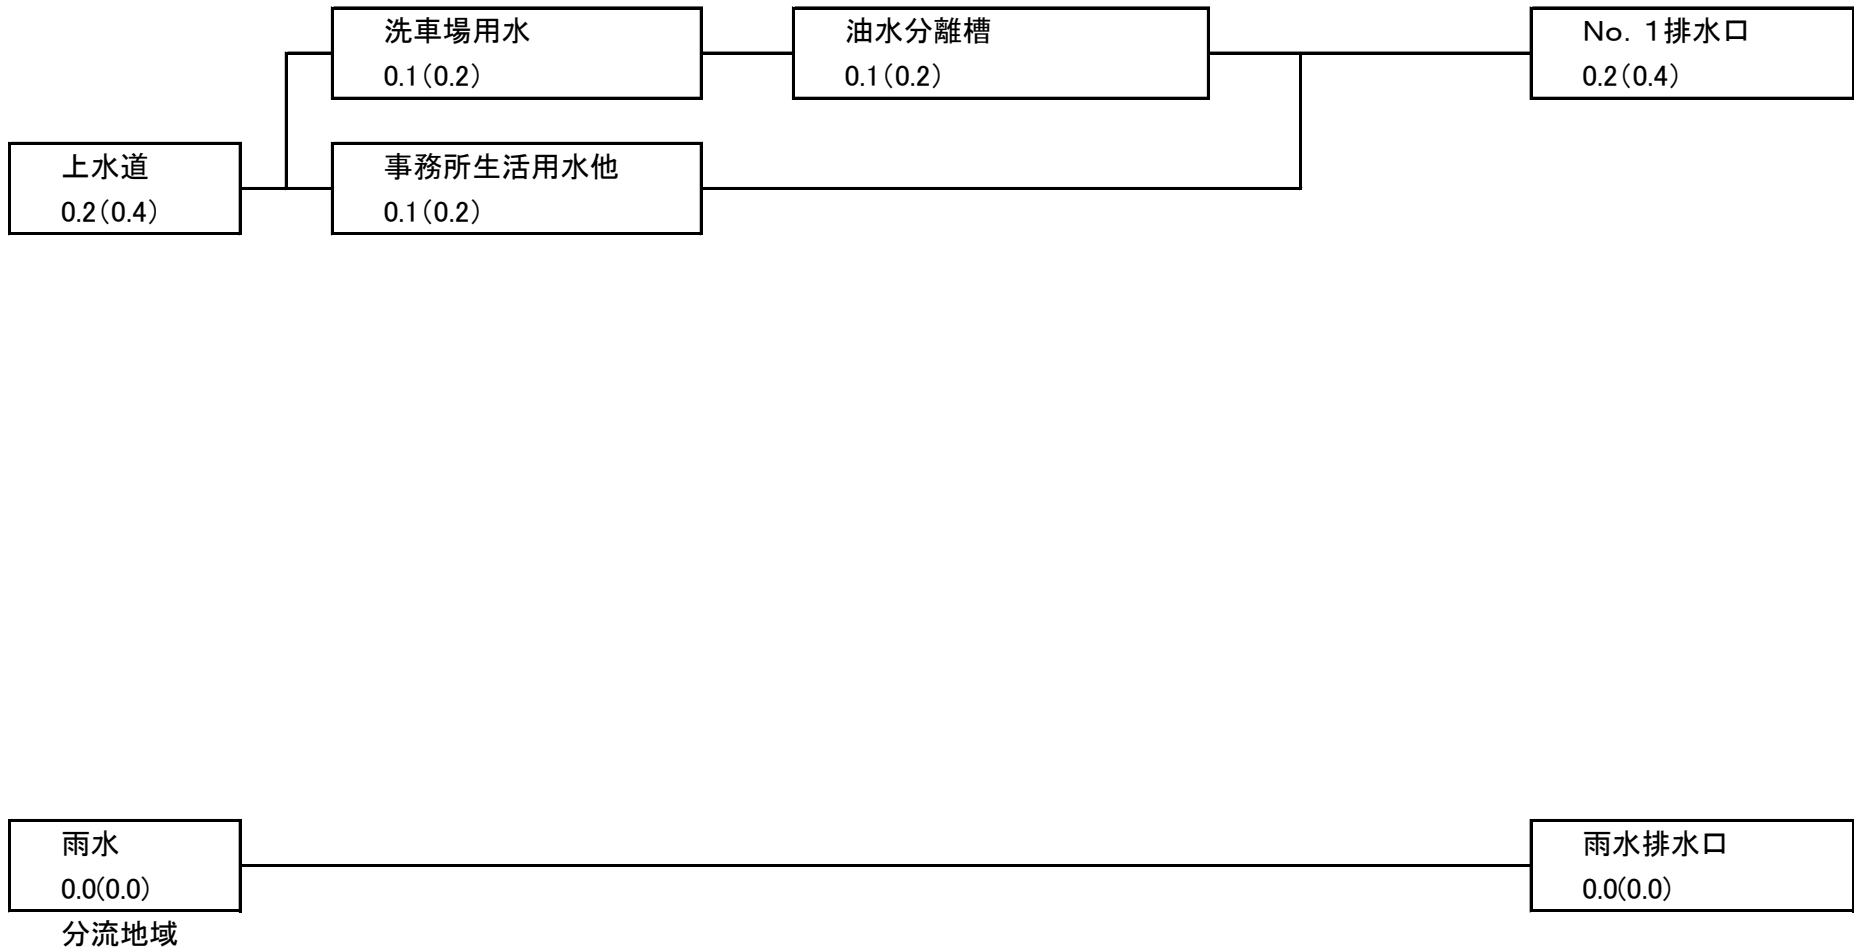 洗車場用水
0.1(0.2)
油水分離槽
0.1(0.2)
No. 1排水口
0.2(0.4)
上水道
0.2(0.4)
事務所生活用水他
0.1(0.2)
雨水
0.0(0.0)
分流地域
雨水排水口
0.0(0.0)